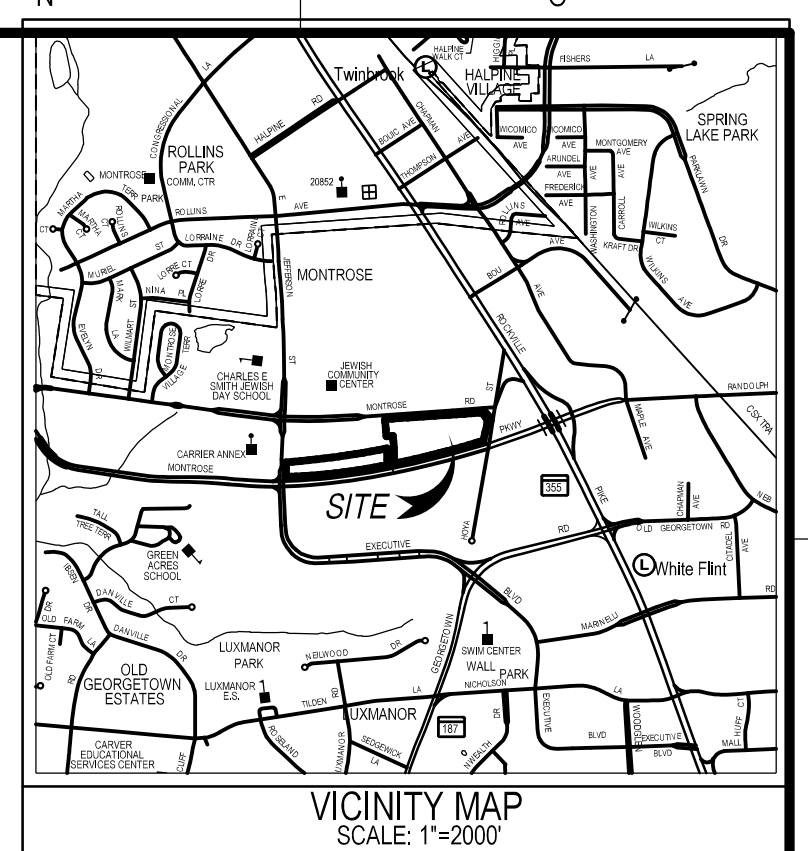 N
HALPINE
WALK CT
Twinbrook
L
HALPINE
VILLAGE
FISHERS LA
CONGRESSIONAL LA
HALPINE RD
CHAPMAN
BOUIC AVE
THOMPSON AVE
WICOMICO
AVE
AVE
ARUNDEL
AVE
FREDERICK
AVE
MONTGOMERY
AVE
AVE
CARROLL
WASHINGTON
SPRING
LAKE PARK
PARKLAWN DR
ROLLINS
PARK
COMM. CTR
MONTROSE
PARK
TERR
MARTHA
MARTHA
CT
CT
ROLLINS
CT
20852
E
ROLLINS AVE
ROLLINS
AVE
AVE
WILKINS
CT
KRAFT DR
WILKINS AVE
LORRAINE DR
LORRAINE
CT
MURIEL ST
LORRE CT
LORRE DR
NINA PL
MARK LA
WILMART ST
EVELYN DR
MONTROSE
VILLAGE TERR
JEFFERSON ST
MONTROSE
BOU
AVE
ROCKVILLE
CHARLES E
SMITH JEWISH
DAY SCHOOL
JEWISH
COMMUNITY
CENTER
MONTROSE RD
ST
PKWY
RANDOLPH
CSX TRA
MAPLE
AVE
CARRIER ANNEX
MONTROSE
SITE
355
PIKE
CHAPMAN
AVE
NEB
HOYA
RD
OLD GEORGETOWN RD
CITADEL
AVE
TALL
TREE TERR
GREEN
ACRES
SCHOOL
EXECUTIVE
BLVD
L
White Flint
RD
IBSEN
DR
DANVILLE CT
DR
OLD FARM
LA
OLD FARM CT
DANVILLE
DR
RD
MARINELLI
GEORGETOWN
1
SWIM CENTER
WALL PARK
LUXMANOR
PARK
NEILWOOD DR
OLD
GEORGETOWN
ESTATES
LUXMANOR
E.S.
1
TILDEN
RD
LA
NICHOLSON
LA
LUXMANOR
LUXMANOR
187
DR
NWEALTH
EXECUTIVE
BLVD
WOODGLEN
EXECUTIVE
BLVD
HUFF CT
MALL
CARVER
EDUCATIONAL
SERVICES CENTER
CLIFF
ROSELAND
SEDGEWICK
LA
VICINITY MAP
SCALE: 1"=2000'